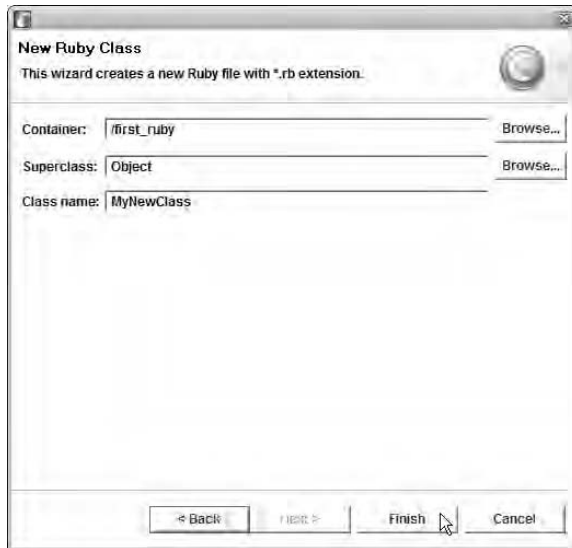 New Ruby Class
This wizard creates a new Ruby file with *.rb extension.
Container: /first_ruby Browse...
Superclass: Object Browse...
Class name: MyNewClass
< Back Next > Finish Cancel